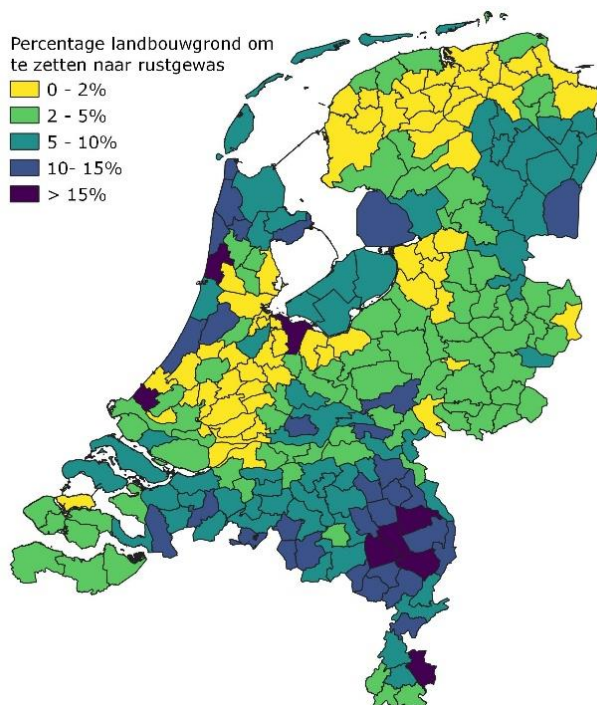 Percentage landbouwgrond om
te zetten naar rustgewas
0 - 2%
2 - 5%
5 - 10%
10- 15%
> 15%